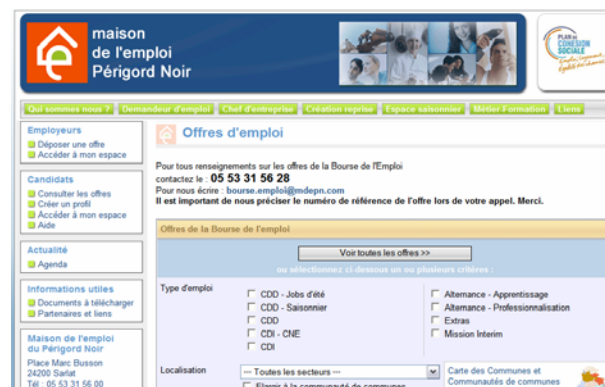 maison
de l'emploi
Périgord Noir
PLAN DE
COHESION
SOCIALE
Qui sommes nous ? Demandeur d'emploi Chef d'entreprise Création reprise Espace saisonnier Métier Formation Liens
Employeurs
Déposer une offre
Accéder à mon espace
Candidats
Consulter les offres
Créer un profil
Accéder à mon espace
Aide
Actualité
Agenda
Informations utiles
Documents à télécharger
Partenaires et liens
Maison de l'emploi
du Périgord Noir
Place Marc Busson
24200 Sarlat
Tél : 05 53 31 56 00
Offres d'emploi
Pour tous renseignements sur les offres de la Bourse de l'Emploi
contactez le : 05 53 31 56 28
Pour nous écrire : bourse.emploi@mdepn.com
Il est important de nous préciser le numéro de référence de l'offre lors de votre appel. Merci.
Offres de la Bourse de l'emploi
Voir toutes les offres >>
ou sélectionnez ci-dessous un ou plusieurs critères :
Type d'emploi
CDD - Jobs d'été
CDD - Saisonnier
CDD
CDI - CNE
CDI
Alternance - Apprentissage
Alternance - Professionnalisation
Extras
Mission Interim
Localisation
--- Toutes les secteurs ---
Elargir à la communauté de communes
Carte des Communes et
Communautés de communes